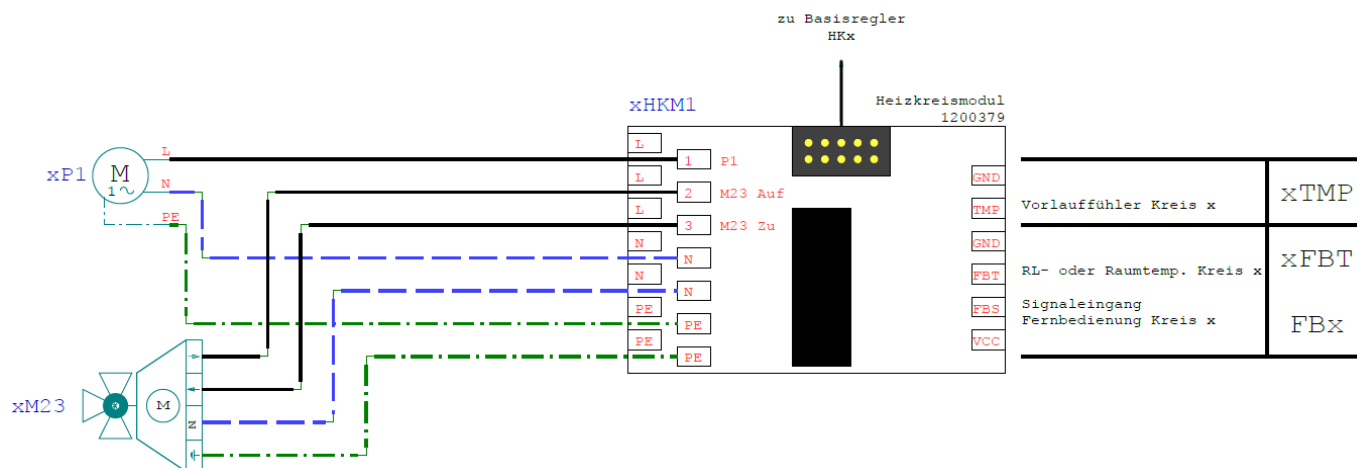 zu Basisregler
HKx
xHKM1
Heizkreismodul
1200379
L
1 P1
L
2 M23 Auf
L
3 M23 Zu
N
N
N
N
PE
PE
PE
PE
GND
TMP
GND
FBT
FBS
VCC
xP1
M
1
L
N
PE
xM23
M
N
Vorlauffühler Kreis x
xTMP
RL- oder Raumtemp. Kreis x
xFBT
Signaleingang
Fernbedienung Kreis x
FBx